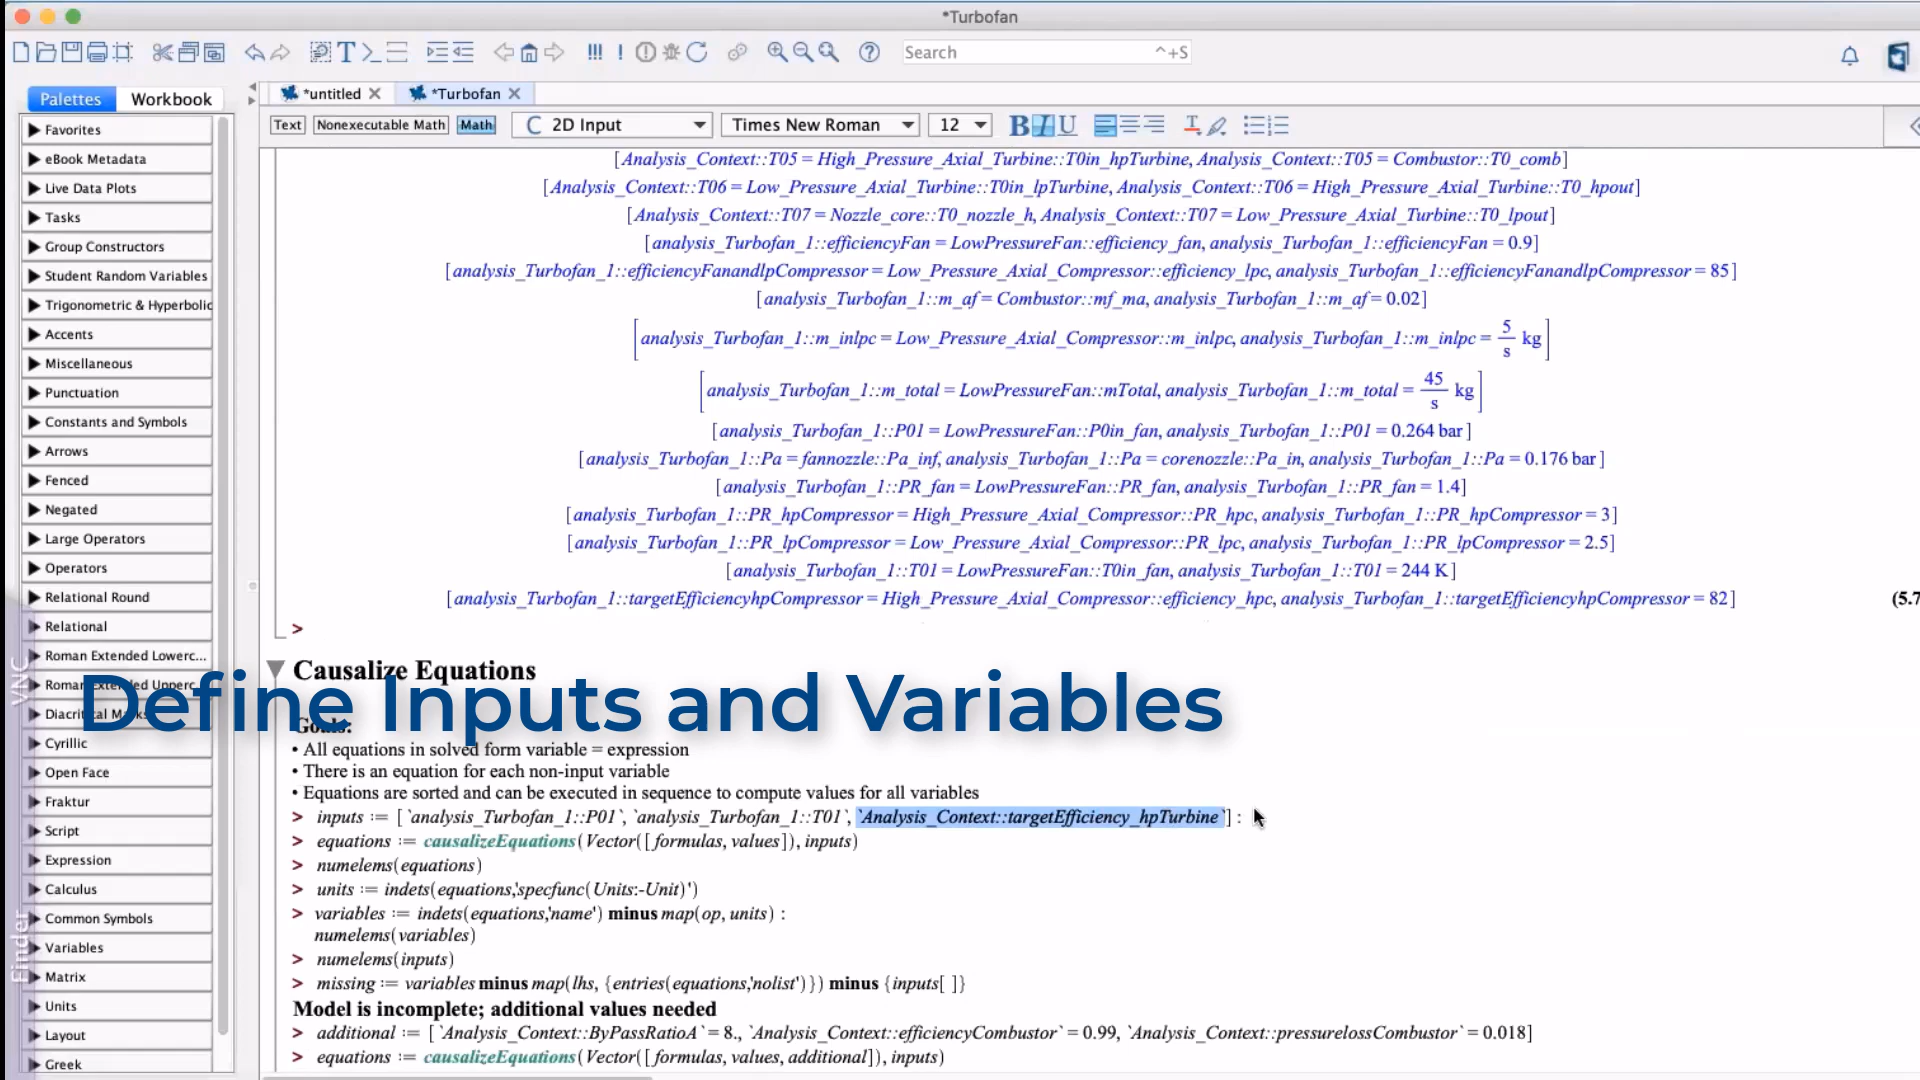 *Turbofan
Search ^+S
Palettes Workbook
*untitled *Turbofan
Text Nonexecutable Math Math C 2D Input Times New Roman 12 B I U
Favorites
eBook Metadata
Live Data Plots
Tasks
Group Constructors
Student Random Variables
Trigonometric & Hyperbolic
Accents
Miscellaneous
Punctuation
Constants and Symbols
Arrows
Fenced
Negated
Large Operators
Operators
Relational Round
Relational
Roman Extended Lowerc...
Roman Extended Upperc
Diacritical Marks
Cyrillic
Open Face
Fraktur
Script
Expression
Calculus
Common Symbols
Variables
Matrix
Units
Layout
Greek
VNC
Finder
[Analysis_Context::T05 = High_Pressure_Axial_Turbine::T0in_hpTurbine, Analysis_Context::T05 = Combustor::T0_comb]
[Analysis_Context::T06 = Low_Pressure_Axial_Turbine::T0in_lpTurbine, Analysis_Context::T06 = High_Pressure_Axial_Turbine::T0_hpout]
[Analysis_Context::T07 = Nozzle_core::T0_nozzle_h, Analysis_Context::T07 = Low_Pressure_Axial_Turbine::T0_lpout]
[analysis_Turbofan_1::efficiencyFan = LowPressureFan::efficiency_fan, analysis_Turbofan_1::efficiencyFan = 0.9]
[analysis_Turbofan_1::efficiencyFanandlpCompressor = Low_Pressure_Axial_Compressor::efficiency_lpc, analysis_Turbofan_1::efficiencyFanandlpCompressor = 85]
[analysis_Turbofan_1::m_af = Combustor::mf_ma, analysis_Turbofan_1::m_af = 0.02]
[analysis_Turbofan_1::m_inlpc = Low_Pressure_Axial_Compressor::m_inlpc, analysis_Turbofan_1::m_inlpc = 5/s kg]
[analysis_Turbofan_1::m_total = LowPressureFan::mTotal, analysis_Turbofan_1::m_total = 45/s kg]
[analysis_Turbofan_1::P01 = LowPressureFan::P0in_fan, analysis_Turbofan_1::P01 = 0.264 bar]
[analysis_Turbofan_1::Pa = fannozzle::Pa_inf, analysis_Turbofan_1::Pa = corenozzle::Pa_in, analysis_Turbofan_1::Pa = 0.176 bar]
[analysis_Turbofan_1::PR_fan = LowPressureFan::PR_fan, analysis_Turbofan_1::PR_fan = 1.4]
[analysis_Turbofan_1::PR_hpCompressor = High_Pressure_Axial_Compressor::PR_hpc, analysis_Turbofan_1::PR_hpCompressor = 3]
[analysis_Turbofan_1::PR_lpCompressor = Low_Pressure_Axial_Compressor::PR_lpc, analysis_Turbofan_1::PR_lpCompressor = 2.5]
[analysis_Turbofan_1::T01 = LowPressureFan::T0in_fan, analysis_Turbofan_1::T01 = 244 K]
[analysis_Turbofan_1::targetEfficiencyhpCompressor = High_Pressure_Axial_Compressor::efficiency_hpc, analysis_Turbofan_1::targetEfficiencyhpCompressor = 82] (5.7
>
Causalize Equations
Define Inputs and Variables
Goals:
• All equations in solved form variable = expression
• There is an equation for each non-input variable
• Equations are sorted and can be executed in sequence to compute values for all variables
> inputs := [`analysis_Turbofan_1::P01`, `analysis_Turbofan_1::T01`, `Analysis_Context::targetEfficiency_hpTurbine`] :
> equations := causalizeEquations(Vector([formulas, values]), inputs)
> numelems(equations)
> units := indets(equations,'specfunc(Units:-Unit)')
> variables := indets(equations,'name') minus map(op, units) :
numelems(variables)
> numelems(inputs)
> missing := variables minus map(lhs, {entries(equations,'nolist')}) minus {inputs[ ]}
Model is incomplete; additional values needed
> additional := [`Analysis_Context::ByPassRatioA` = 8., `Analysis_Context::efficiencyCombustor` = 0.99, `Analysis_Context::pressurelossCombustor` = 0.018]
> equations := causalizeEquations(Vector([formulas, values, additional]), inputs)